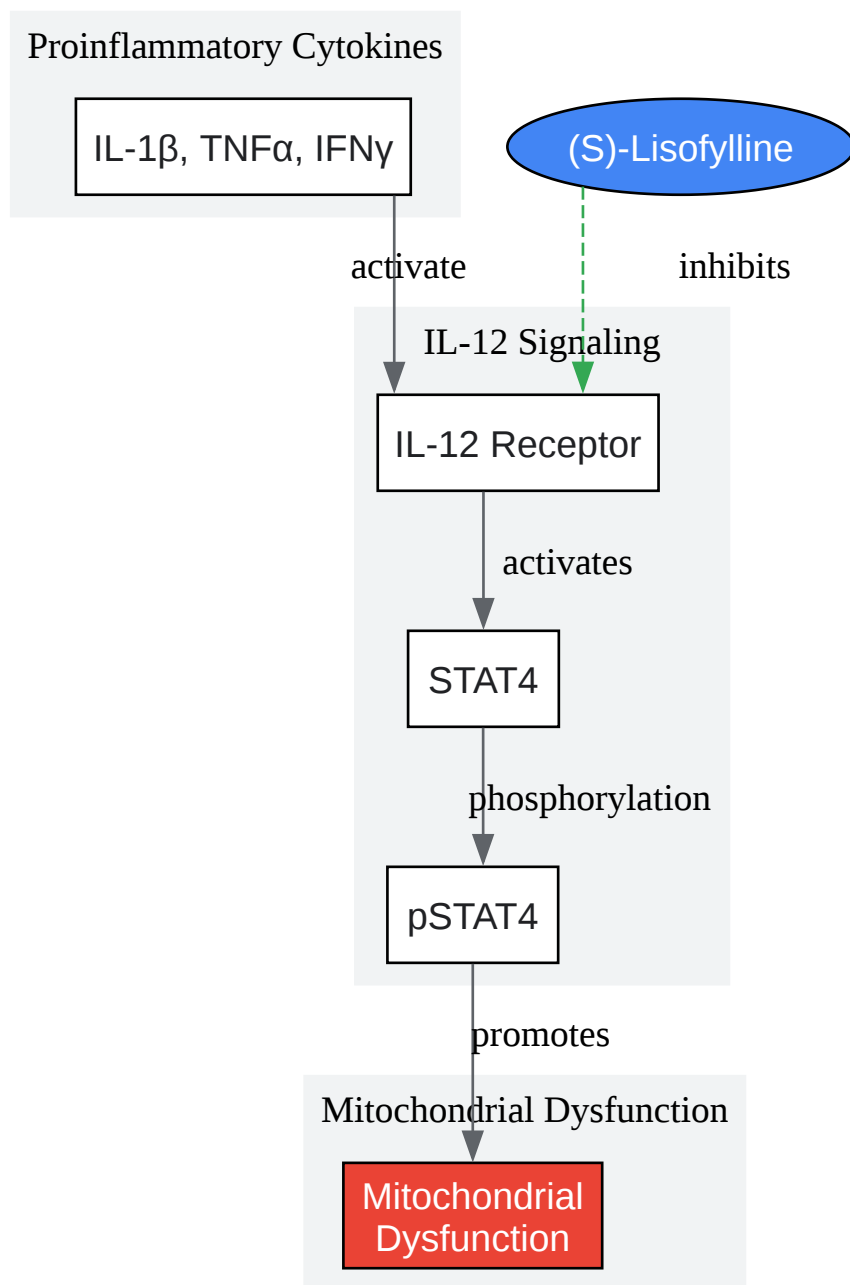 Proinflammatory Cytokines
IL-1β, TNFα, IFNγ
(S)-Lisofylline
activate
inhibits
IL-12 Signaling
IL-12 Receptor
activates
STAT4
phosphorylation
pSTAT4
promotes
Mitochondrial Dysfunction
Mitochondrial
Dysfunction